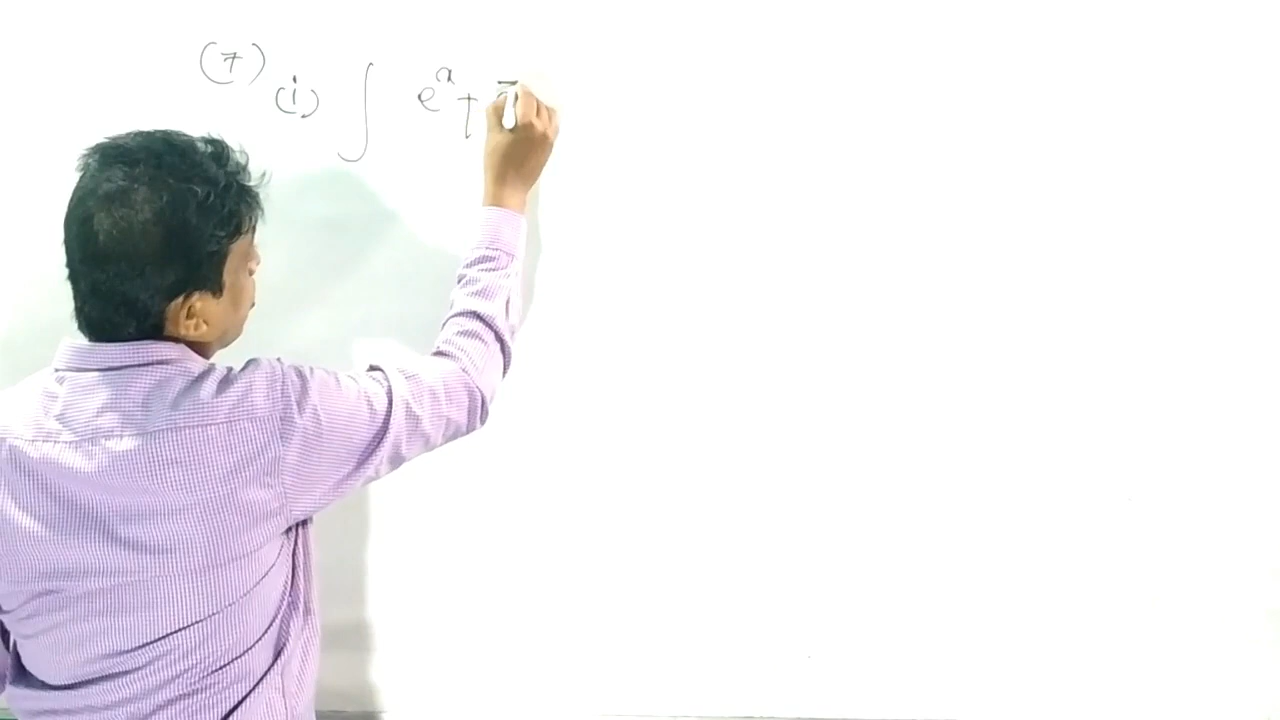 (7) (i) ∫ e^x +